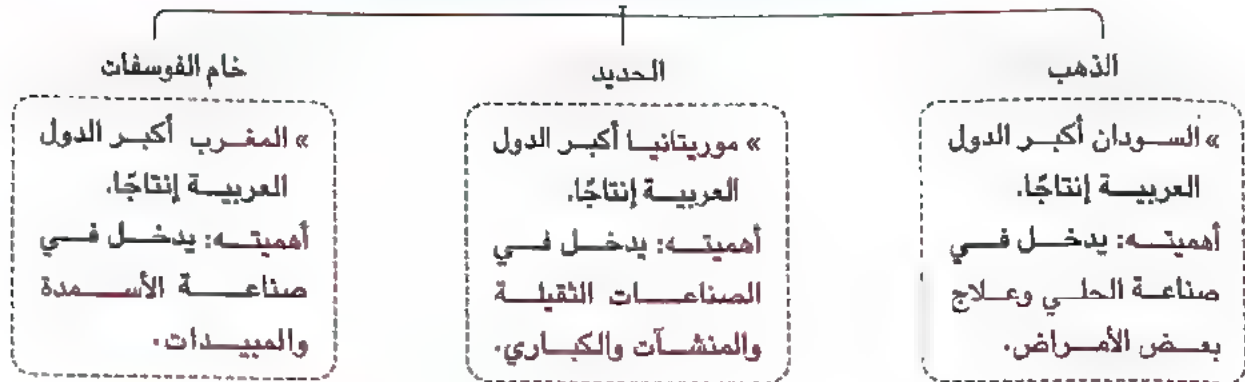 الذهب
» السودان أكبر الدول
العربية إنتاجًا.
أهميته: يدخل في
صناعة الحلي وعلاج
بعض الأمراض.
الحديد
» موريتانيا أكبر الدول
العربية إنتاجًا.
أهميته: يدخل في
الصناعات الثقيلة
والمنشآت والكباري.
خام الفوسفات
» المغرب أكبر الدول
العربية إنتاجًا.
أهميته: يدخل في
صناعة الأسمدة
والمبيدات.